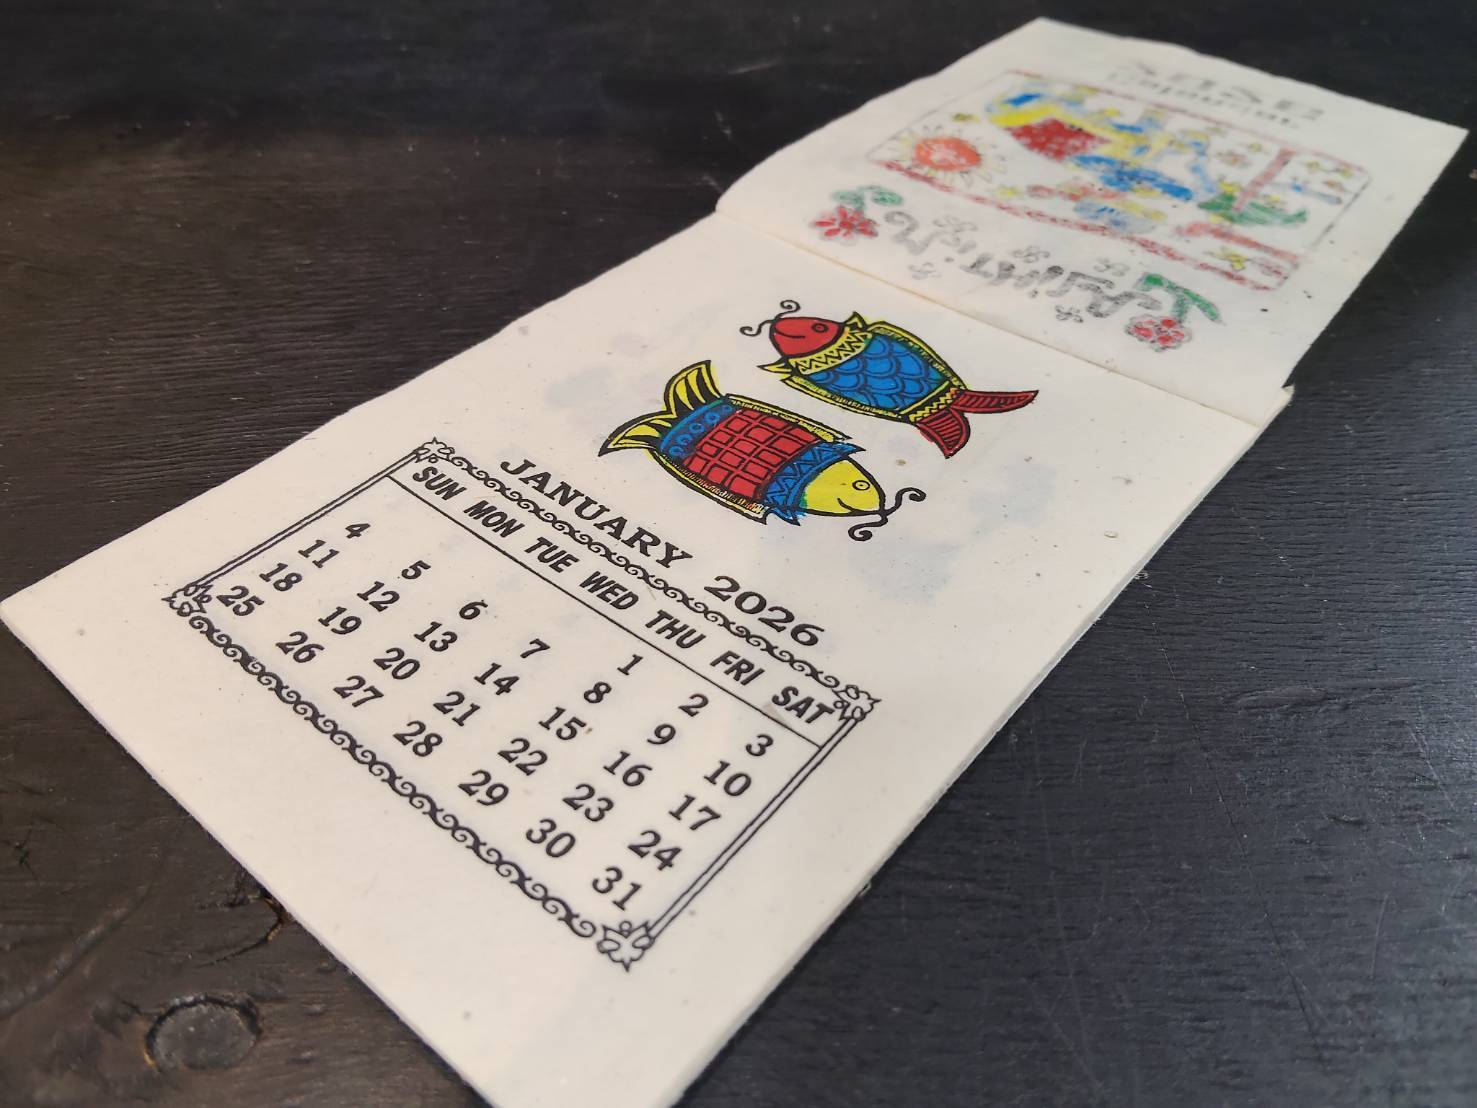 JANUARY 2026
SUN MON TUE WED THU FRI SAT
1 2 3
4 5 6 7 8 9 10
11 12 13 14 15 16 17
18 19 20 21 22 23 24
25 26 27 28 29 30 31